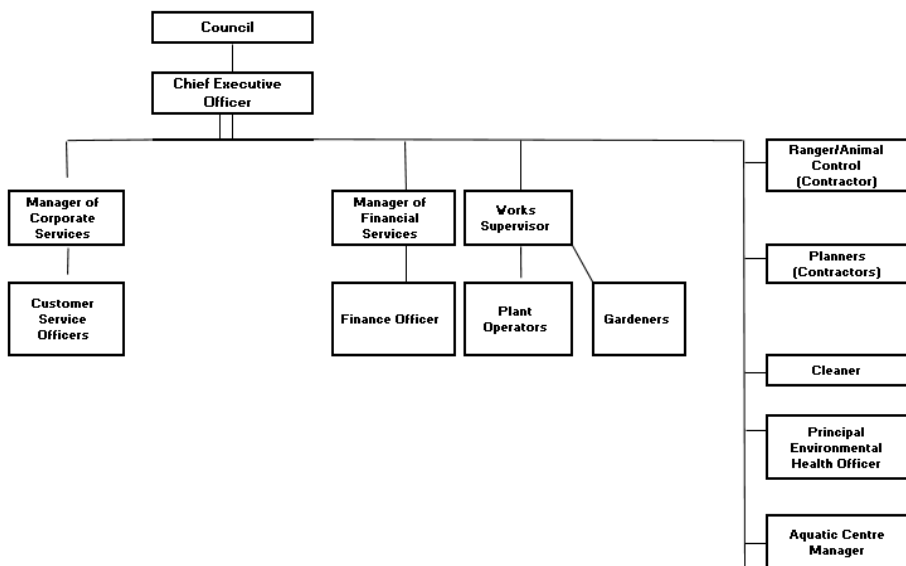 Council
Chief Executive
Officer
Manager of
Corporate
Services
Manager of
Financial
Services
Works
Supervisor
Customer
Service
Officers
Finance Officer
Plant
Operators
Gardeners
Ranger/Animal
Control
(Contractor)
Planners
(Contractors)
Cleaner
Principal
Environmental
Health Officer
Aquatic Centre
Manager